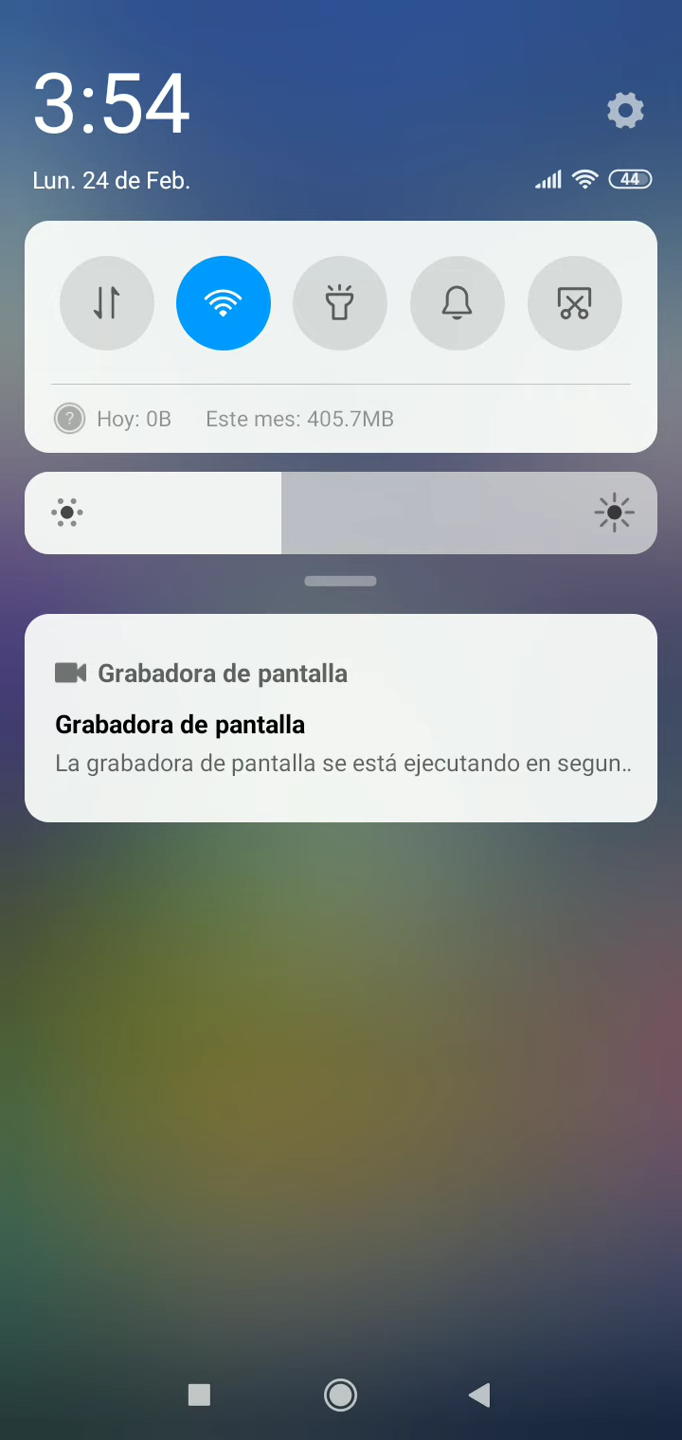 3:54
Lun. 24 de Feb.
44
Hoy: 0B Este mes: 405.7MB
Grabadora de pantalla
Grabadora de pantalla
La grabadora de pantalla se está ejecutando en segun..